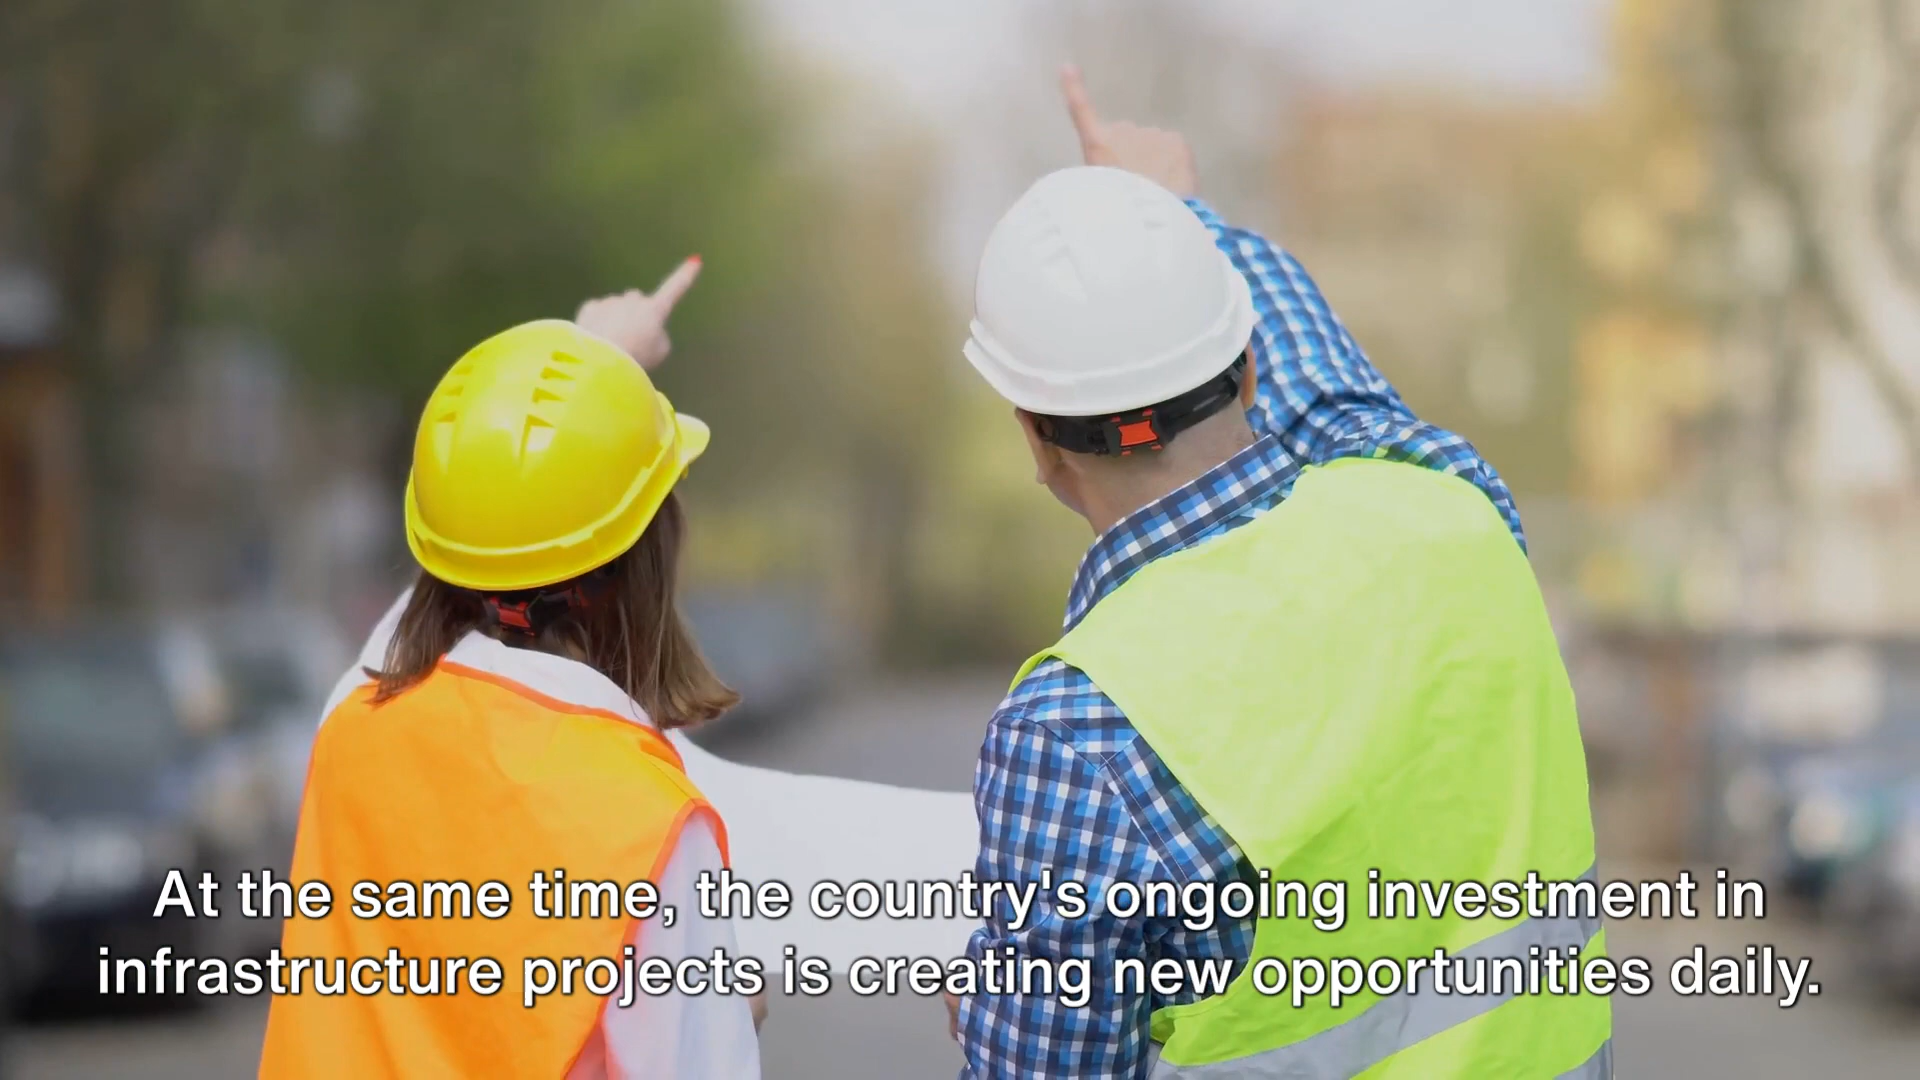 At the same time, the country's ongoing investment in
infrastructure projects is creating new opportunities daily.